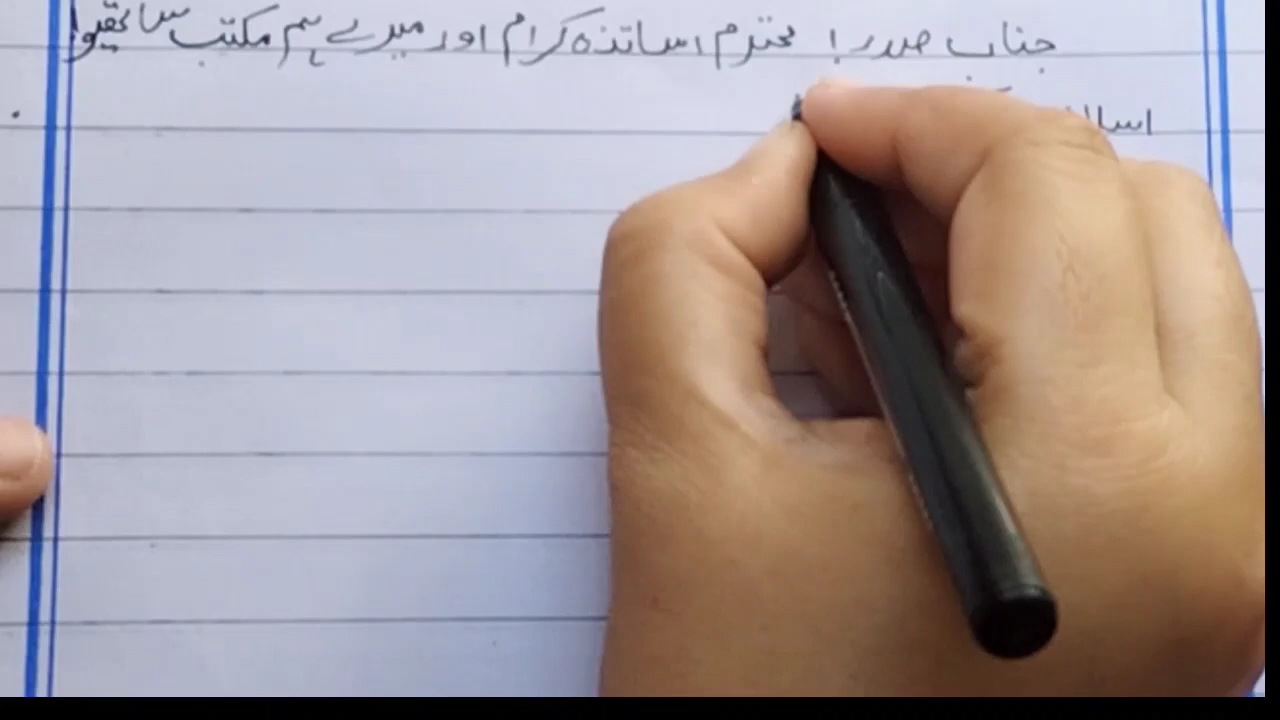 جناب صدر! محترم اساتذہ کرام اور میرے ہم مکتب ساتھیو!